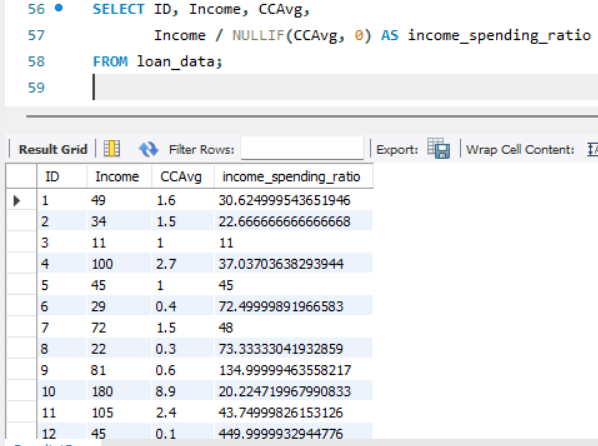 56 SELECT ID, Income, CCAvg,
57 Income / NULLIF(CCAvg, 0) AS income_spending_ratio
58 FROM loan_data;
59
Result Grid Filter Rows: Export: Wrap Cell Content:
ID Income CCAvg income_spending_ratio
1 49 1.6 30.624999543651946
2 34 1.5 22.666666666666668
3 11 1 11
4 100 2.7 37.03703638293944
5 45 1 45
6 29 0.4 72.49999891966583
7 72 1.5 48
8 22 0.3 73.33333041932859
9 81 0.6 134.99999463558217
10 180 8.9 20.224719967990833
11 105 2.4 43.74999826153126
12 45 0.1 449.9999932944776